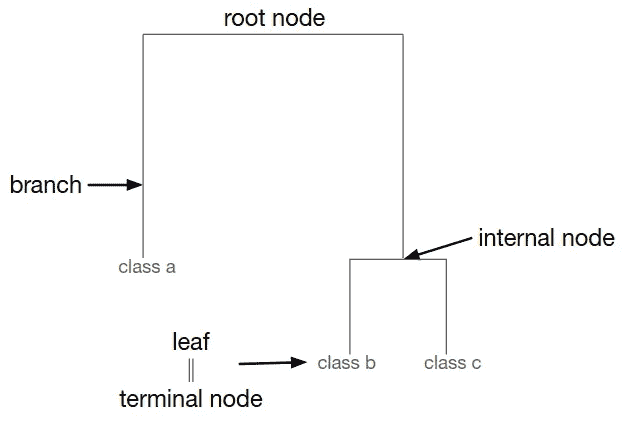 root node
branch
internal node
class a
leaf
||
terminal node
class b
class c